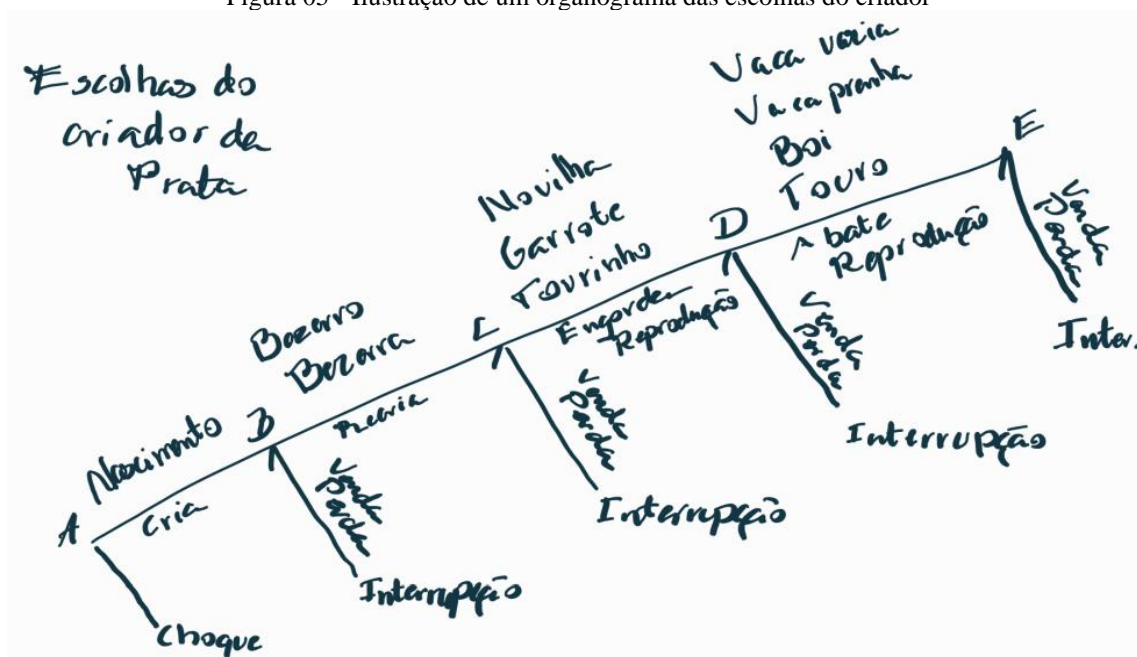 Figura 05 - Ilustração de um organograma das escolhas do criador
Escolhas do
criador da
Prata
A
Nascimento
Cria
Choque
B
Bezerro
Bezerra
Recria
Venda
Perda
Interrupção
C
Novilha
Garrote
Tourinho
Engorda
Reprodução
Venda
Perda
Interrupção
D
Vaca vazia
Vaca prenha
Boi
Touro
Abate
Reprodução
Venda
Perda
Interrupção
E
Venda
Perda
Inter.